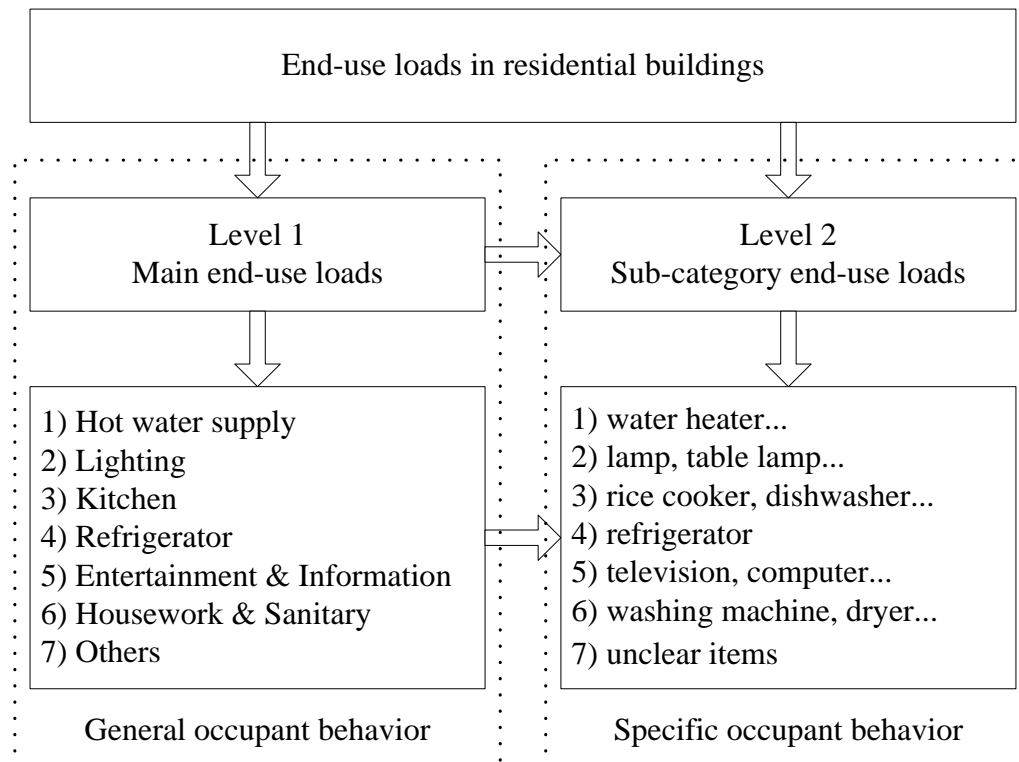 End-use loads in residential buildings
Level 1
Main end-use loads
Level 2
Sub-category end-use loads
1) Hot water supply
2) Lighting
3) Kitchen
4) Refrigerator
5) Entertainment & Information
6) Housework & Sanitary
7) Others
1) water heater...
2) lamp, table lamp...
3) rice cooker, dishwasher...
4) refrigerator
5) television, computer...
6) washing machine, dryer...
7) unclear items
General occupant behavior
Specific occupant behavior